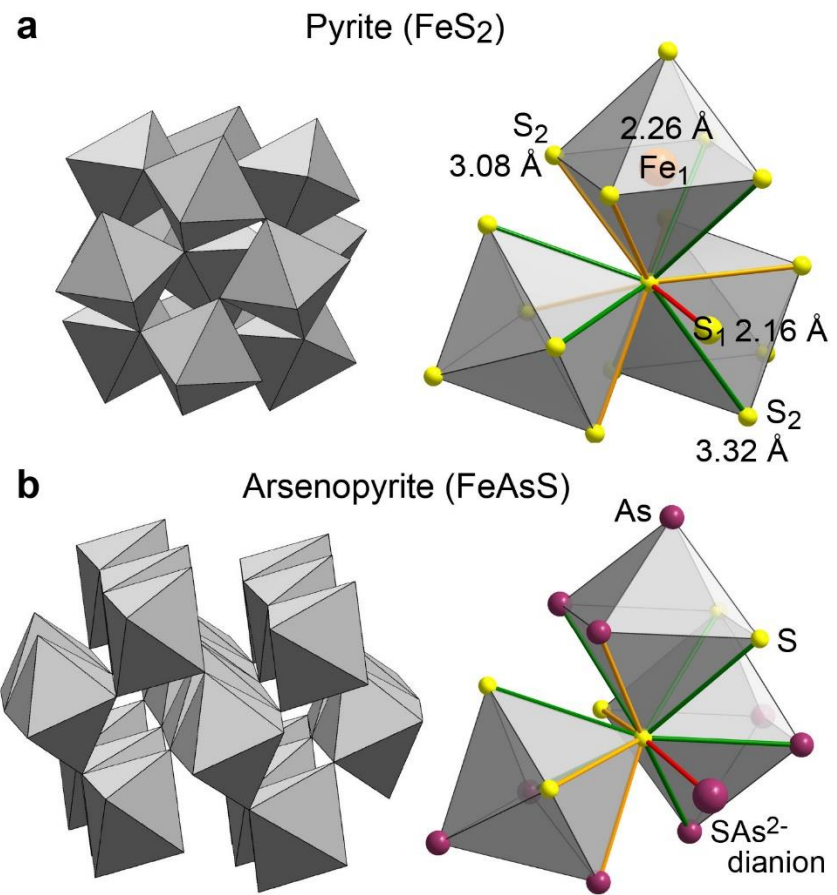 a
Pyrite (FeS2)
S2
3.08 Å
2.26 Å
Fe1
S1 2.16 Å
S2
3.32 Å
b
Arsenopyrite (FeAsS)
As
S
SAs2-
dianion